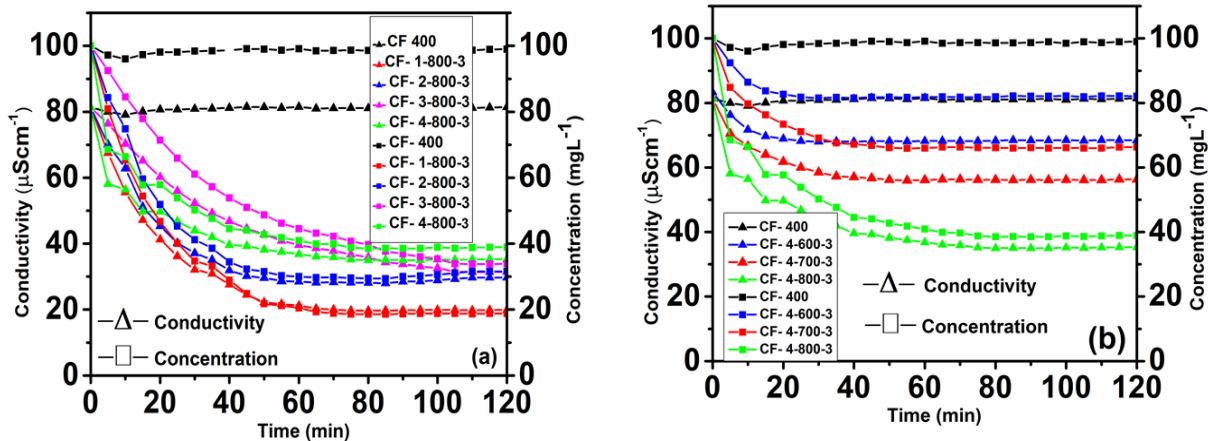 100
80
60
40
20
0
Conductivity (µScm⁻¹)
0 20 40 60 80 100 120
Time (min)
100
80
60
40
20
0
Concentration (mgL⁻¹)
CF 400
CF- 1-800-3
CF- 2-800-3
CF- 3-800-3
CF- 4-800-3
CF- 400
CF- 1-800-3
CF- 2-800-3
CF- 3-800-3
CF- 4-800-3
Conductivity
Concentration
(a)
100
80
60
40
20
0
Conductivity (µScm⁻¹)
0 20 40 60 80 100 120
Time (min)
100
80
60
40
20
0
Concentration (mgL⁻¹)
CF- 400
CF- 4-600-3
CF- 4-700-3
CF- 4-800-3
CF- 400
CF- 4-600-3
CF- 4-700-3
CF- 4-800-3
Conductivity
Concentration
(b)